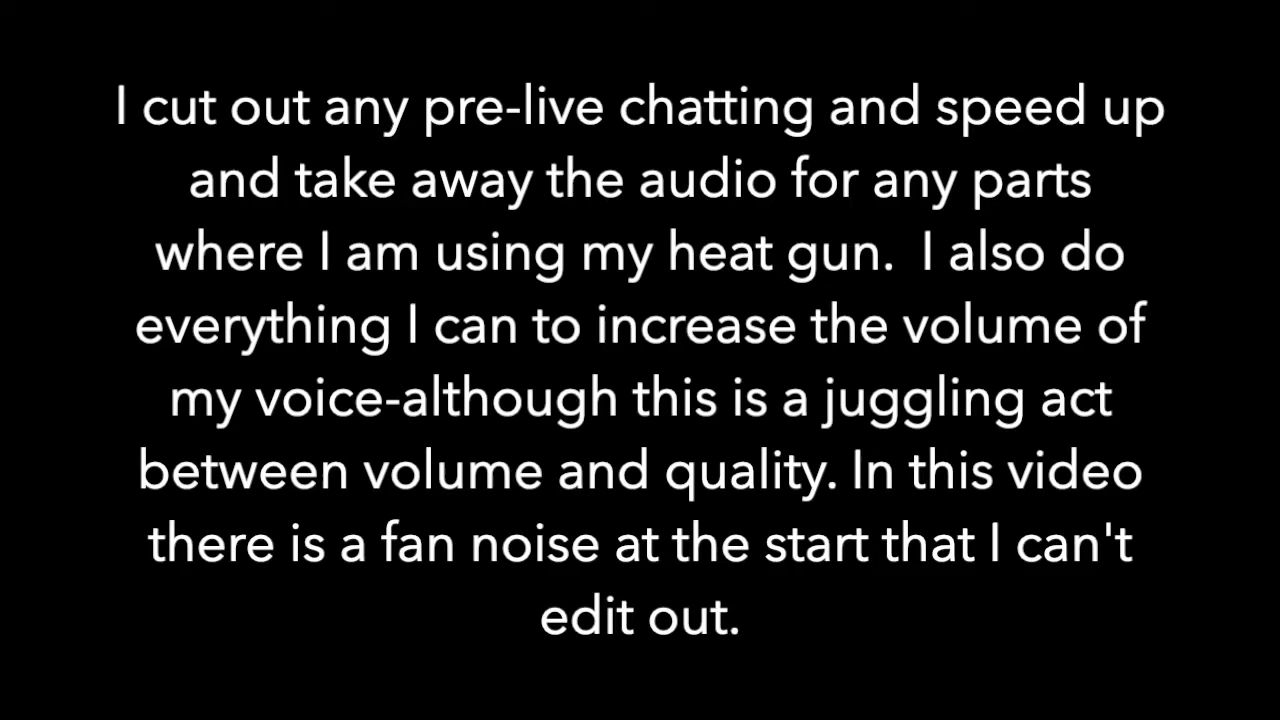 I cut out any pre-live chatting and speed up
and take away the audio for any parts
where I am using my heat gun.  I also do
everything I can to increase the volume of
my voice-although this is a juggling act
between volume and quality. In this video
there is a fan noise at the start that I can't
edit out.